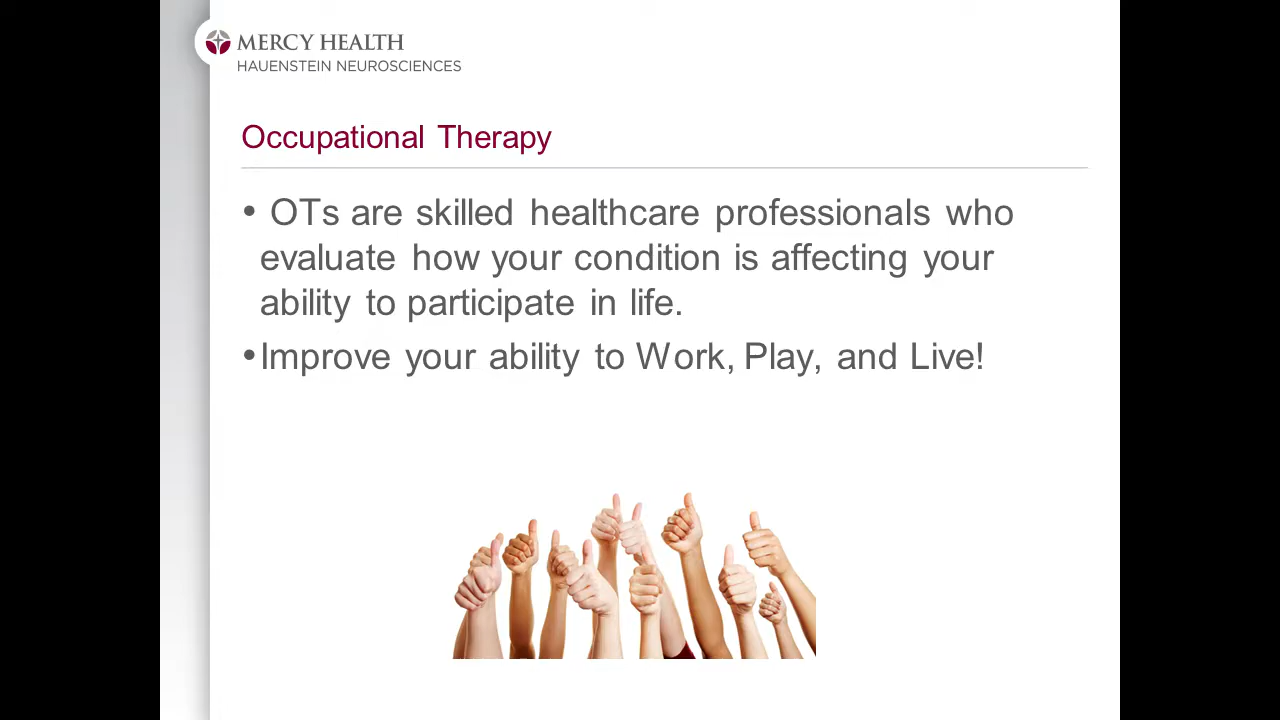 MERCY HEALTH
HAUENSTEIN NEUROSCIENCES
Occupational Therapy
• OTs are skilled healthcare professionals who
evaluate how your condition is affecting your
ability to participate in life.
•Improve your ability to Work, Play, and Live!